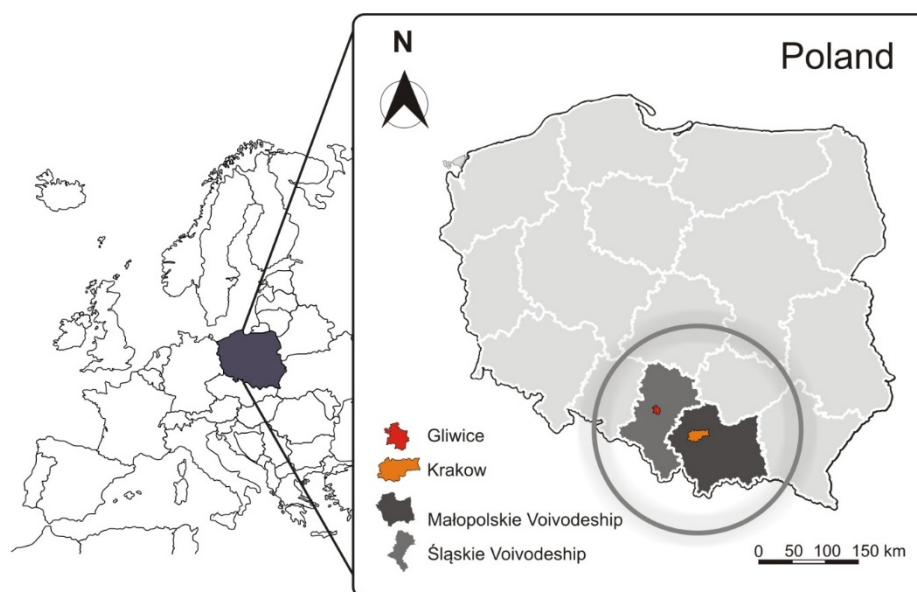 N
Poland
Gliwice
Krakow
Małopolskie Voivodeship
Śląskie Voivodeship
0 50 100 150 km